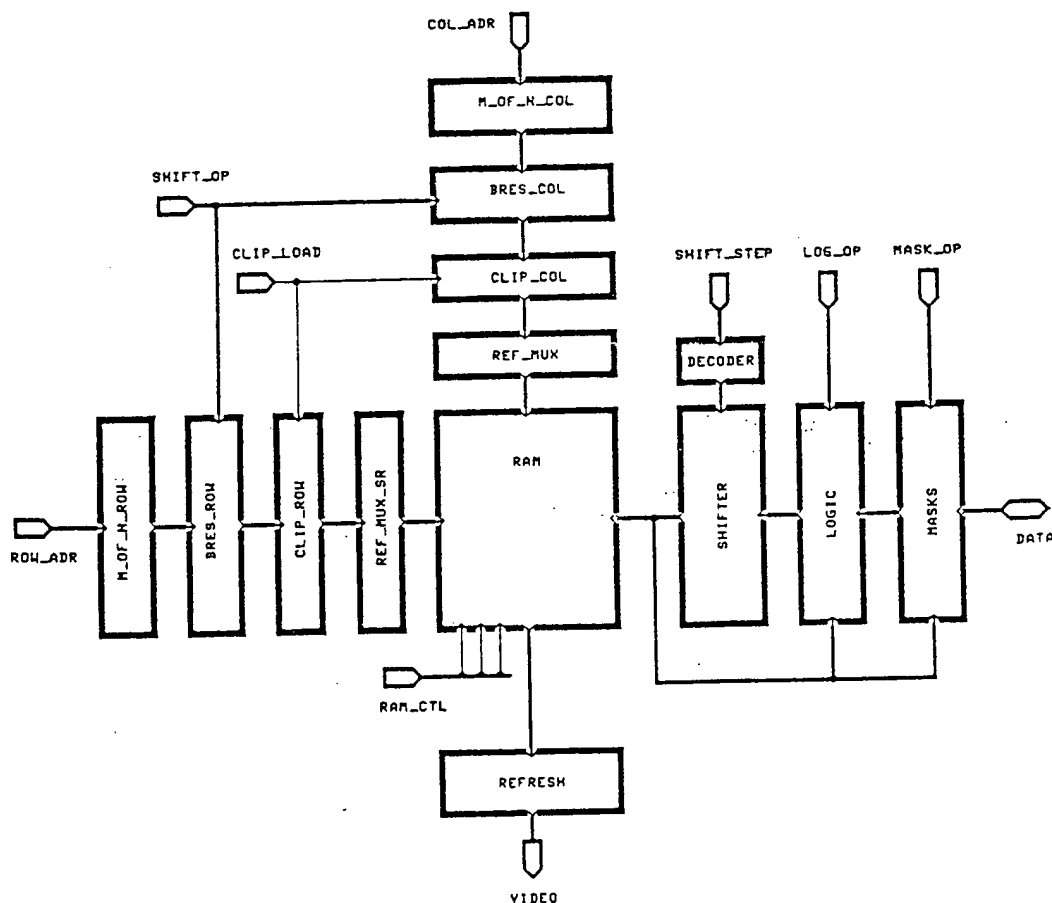 COL_ADR
M_OF_N_COL
SHIFT_OP
BRES_COL
CLIP_LOAD
CLIP_COL
SHIFT_STEP
LOG_OP
MASK_OP
REF_MUX
DECODER
RAM
M_OF_N_ROW
BRES_ROW
CLIP_ROW
REF_MUX_SR
SHIFTER
LOGIC
MASKS
ROW_ADR
DATA
RAM_CTL
REFRESH
VIDEO